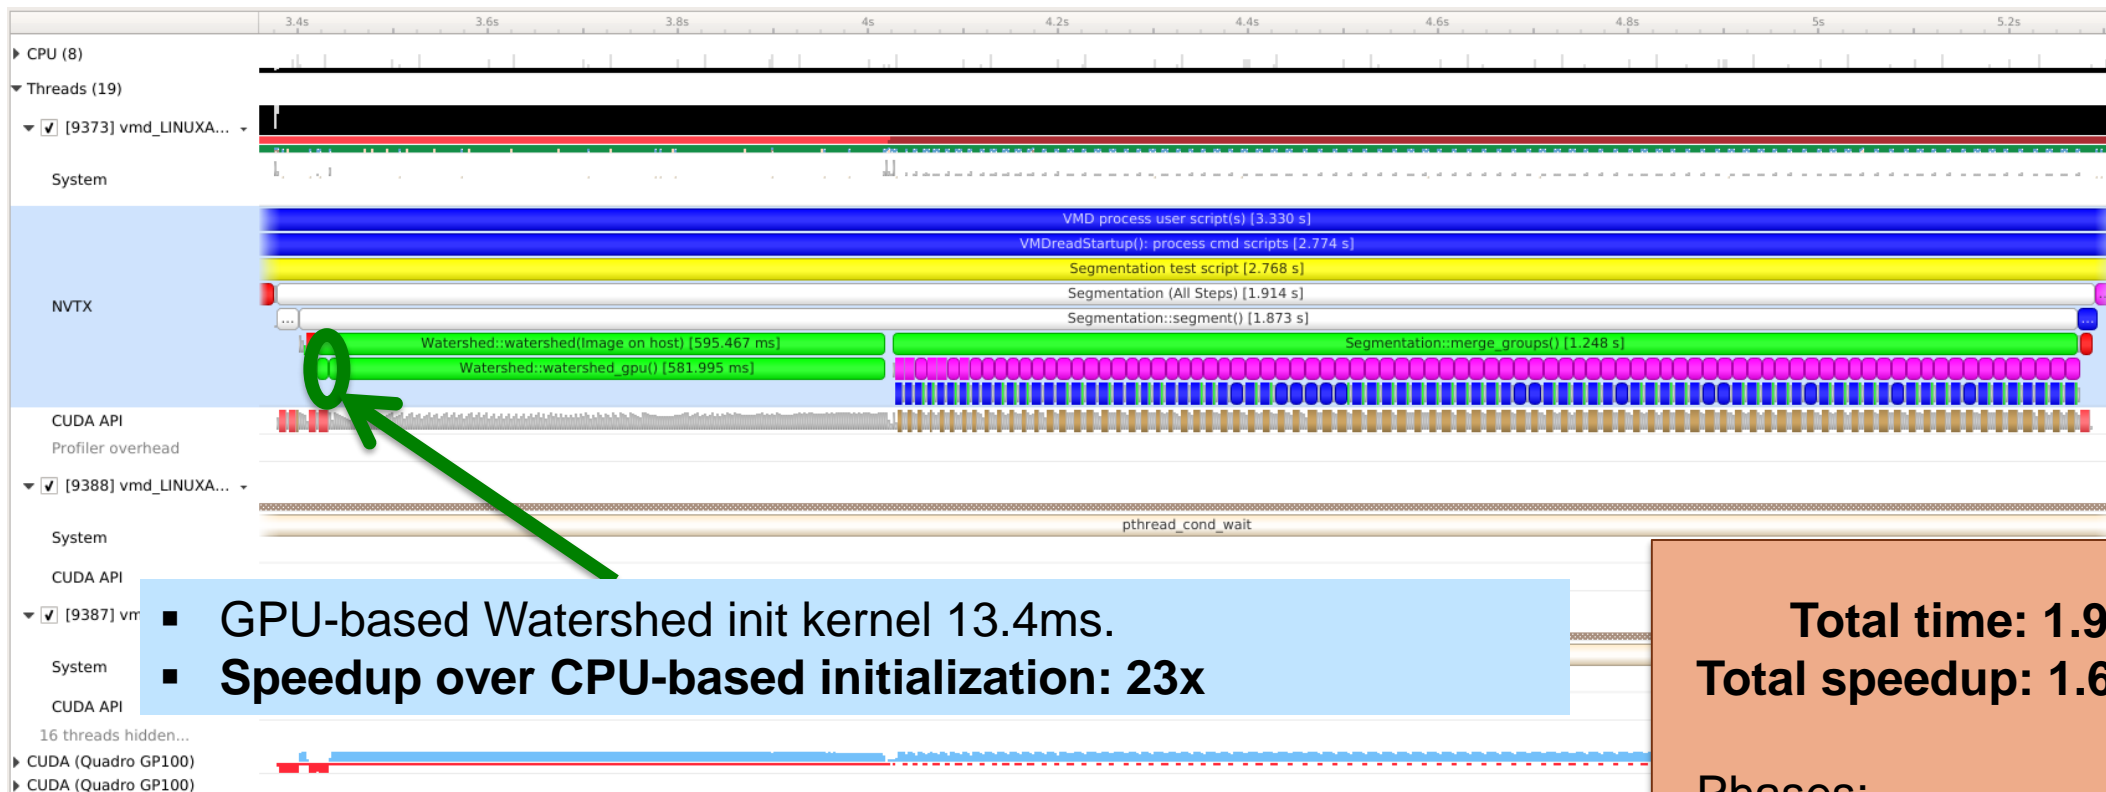 3.4s 3.6s 3.8s 4s 4.2s 4.4s 4.6s 4.8s 5s 5.2s
CPU (8)
Threads (19)
[9373] vmd_LINUXA...
System
NVTX
VMD process user script(s) [3.330 s]
VMDreadStartup(): process cmd scripts [2.774 s]
Segmentation test script [2.768 s]
Segmentation (All Steps) [1.914 s]
... Segmentation::segment() [1.873 s] ...
Watershed::watershed(Image on host) [595.467 ms] Segmentation::merge_groups() [1.248 s]
Watershed::watershed_gpu() [581.995 ms]
CUDA API
Profiler overhead
[9388] vmd_LINUXA...
System
pthread_cond_wait
CUDA API
[9387] vm
System
CUDA API
16 threads hidden...
CUDA (Quadro GP100)
CUDA (Quadro GP100)
▪ GPU-based Watershed init kernel 13.4ms.
▪ Speedup over CPU-based initialization: 23x
Total time: 1.9
Total speedup: 1.6
Phases: